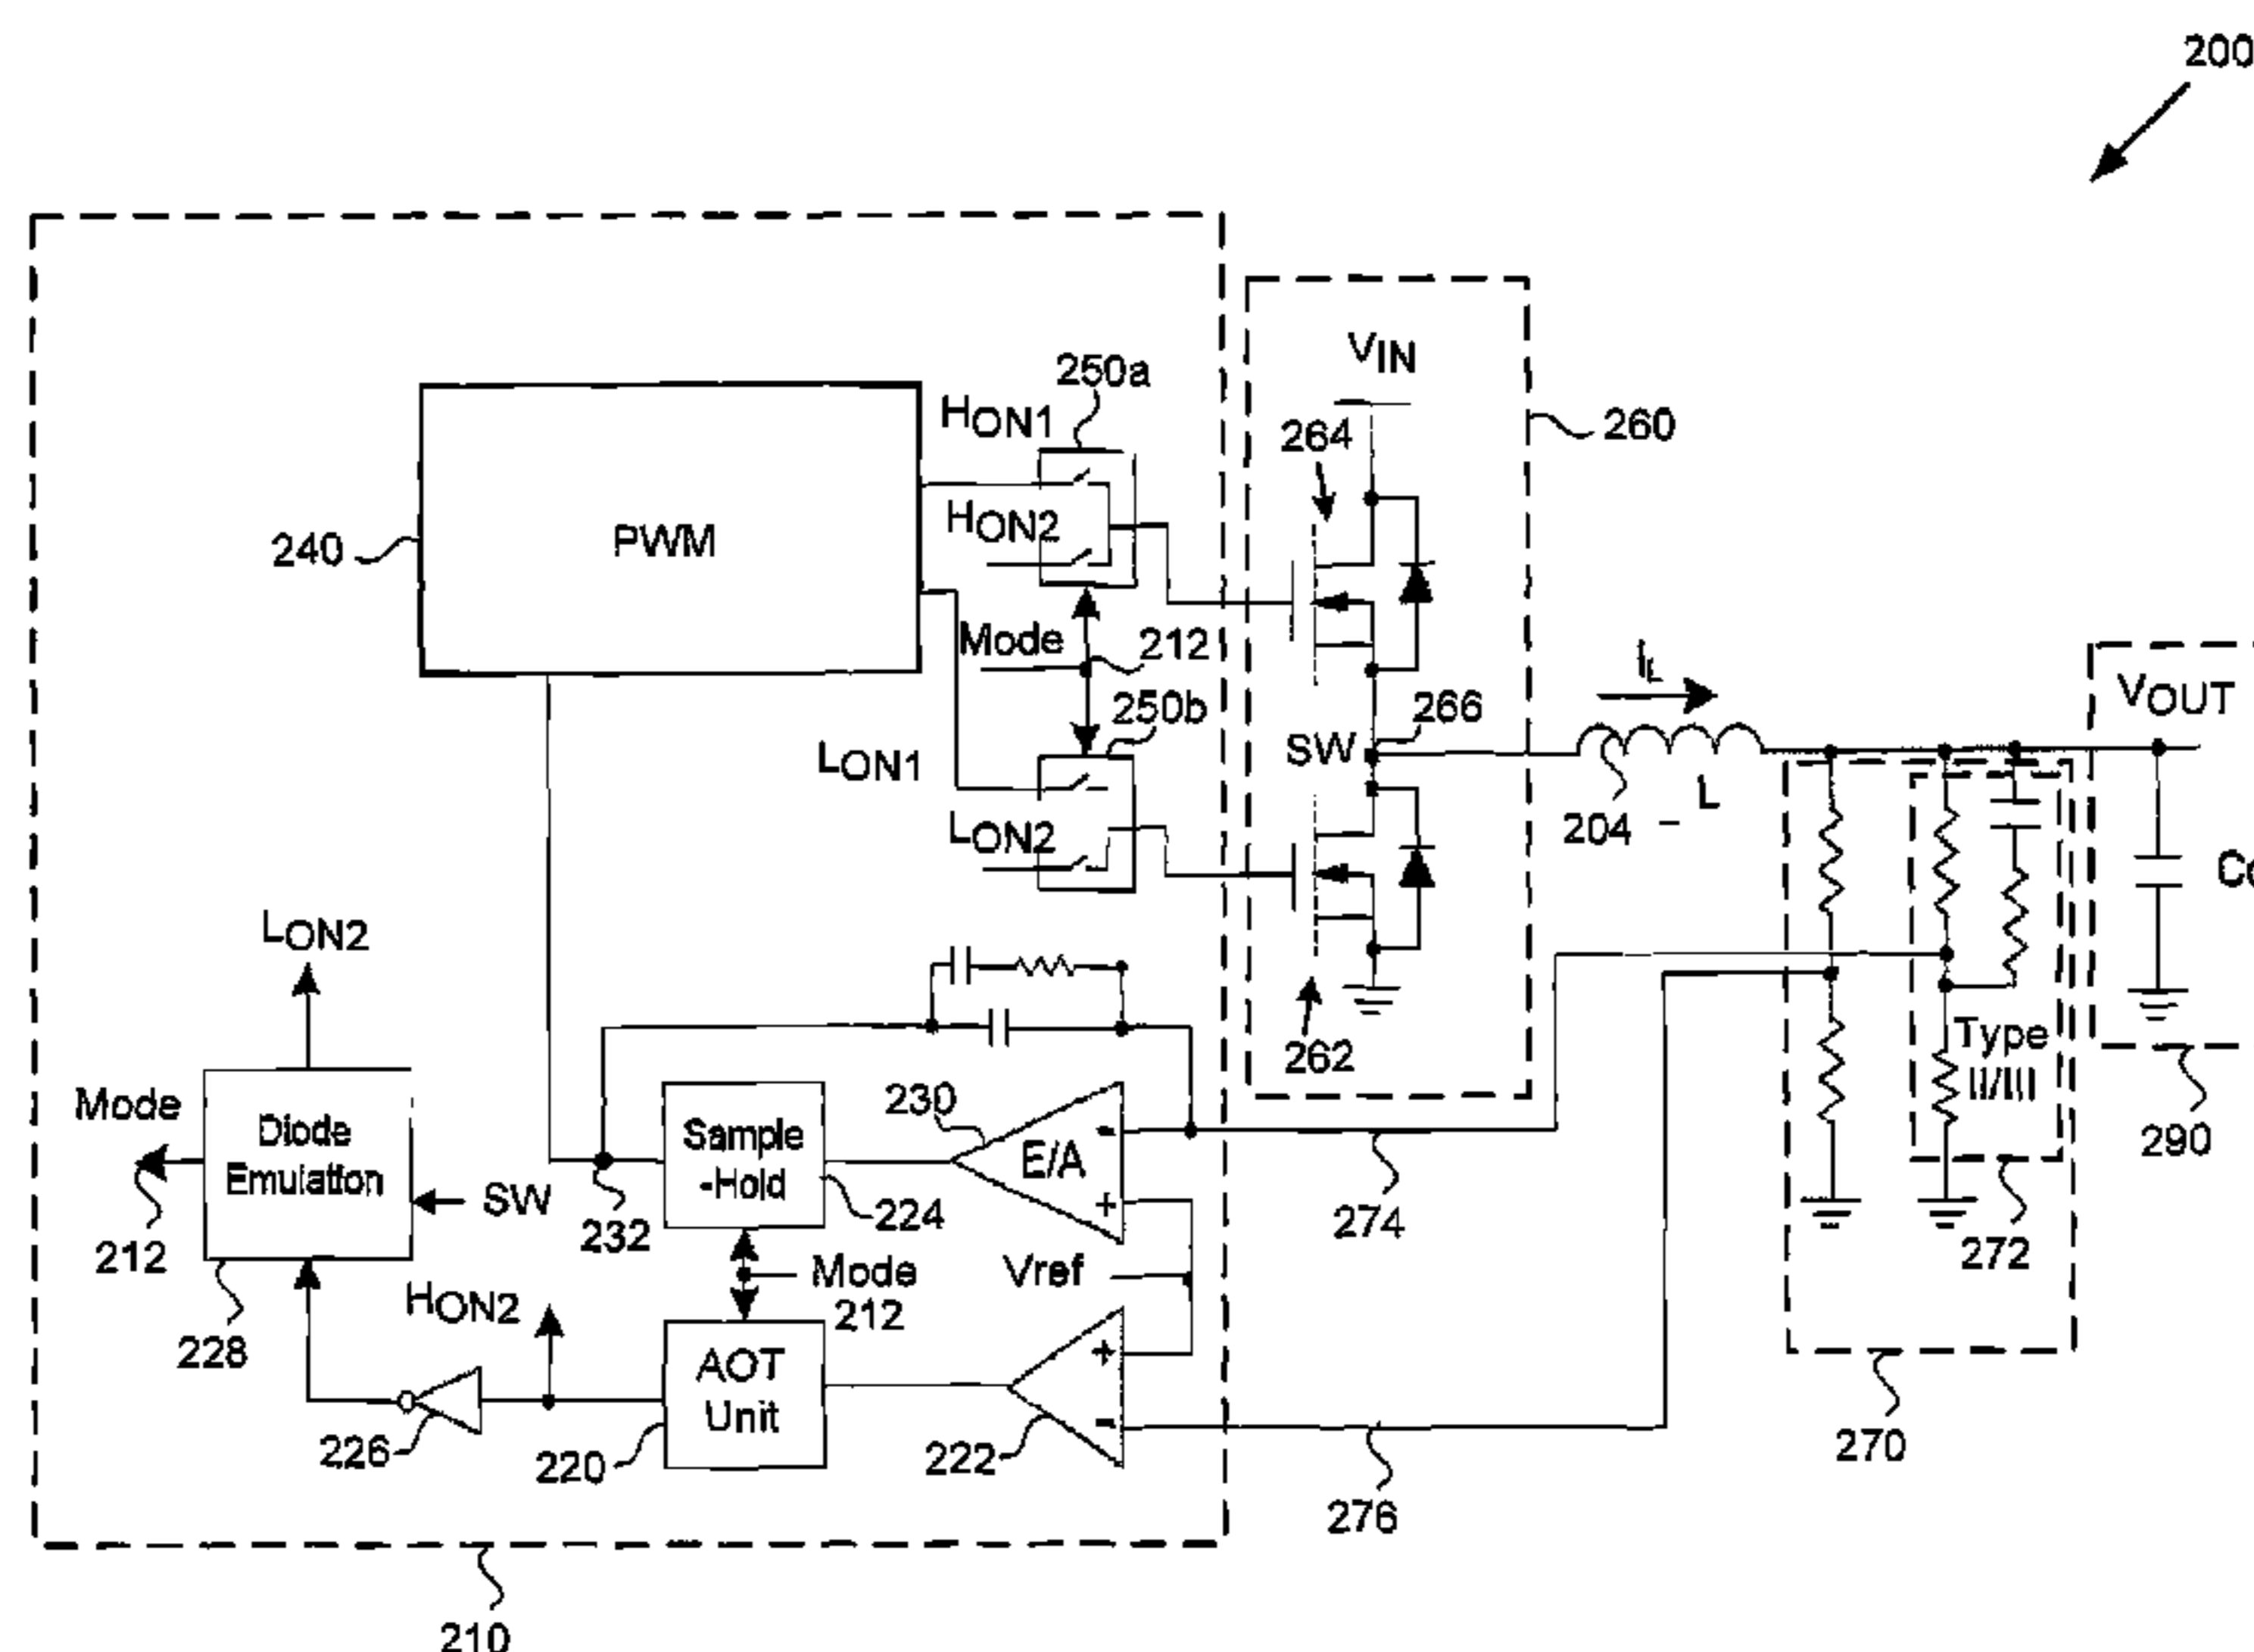 200
250a
HON1
VIN
264
260
HON2
240
PWM
Mode
212
IL
250b
266
VOUT
SW
LON1
204
L
LON2
LON2
262
Type
II/III
Mode
Diode
Emulation
230
Sample
-Hold
E/A
-
+
290
SW
212
232
224
274
272
Mode
212
Vref
HON2
228
AOT
Unit
+
-
226
220
222
270
276
210